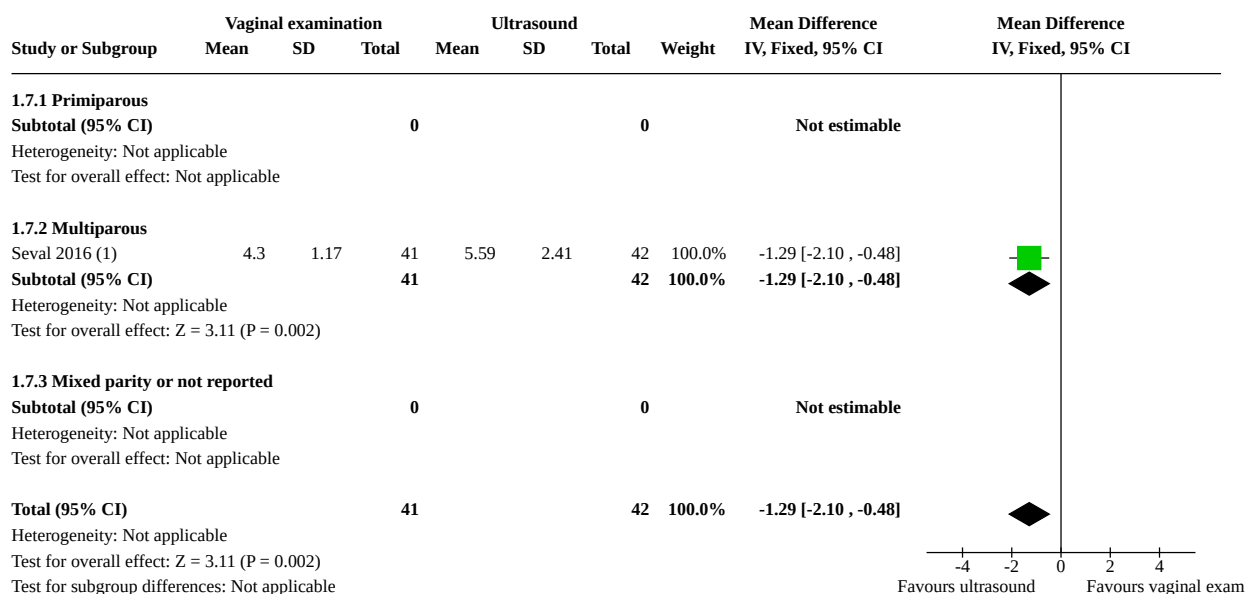 Vaginal examination Ultrasound Mean Difference Mean Difference
Study or Subgroup Mean SD Total Mean SD Total Weight IV, Fixed, 95% CI IV, Fixed, 95% CI
1.7.1 Primiparous
Subtotal (95% CI) 0 0 Not estimable
Heterogeneity: Not applicable
Test for overall effect: Not applicable
1.7.2 Multiparous
Seval 2016 (1) 4.3 1.17 41 5.59 2.41 42 100.0% -1.29 [-2.10 , -0.48]
Subtotal (95% CI) 41 42 100.0% -1.29 [-2.10 , -0.48]
Heterogeneity: Not applicable
Test for overall effect: Z = 3.11 (P = 0.002)
1.7.3 Mixed parity or not reported
Subtotal (95% CI) 0 0 Not estimable
Heterogeneity: Not applicable
Test for overall effect: Not applicable
Total (95% CI) 41 42 100.0% -1.29 [-2.10 , -0.48]
Heterogeneity: Not applicable
Test for overall effect: Z = 3.11 (P = 0.002)
-4 -2 0 2 4
Test for subgroup differences: Not applicable Favours ultrasound Favours vaginal exam